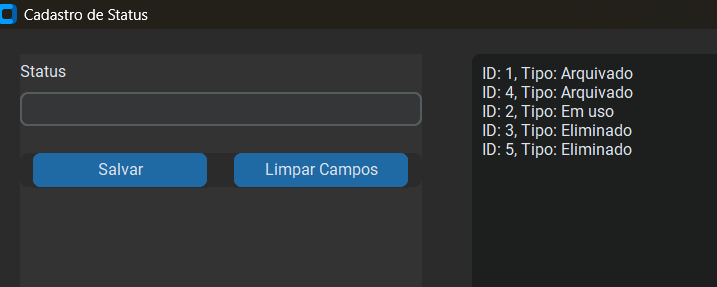 Cadastro de Status
Status
Salvar
Limpar Campos
ID: 1, Tipo: Arquivado
ID: 4, Tipo: Arquivado
ID: 2, Tipo: Em uso
ID: 3, Tipo: Eliminado
ID: 5, Tipo: Eliminado